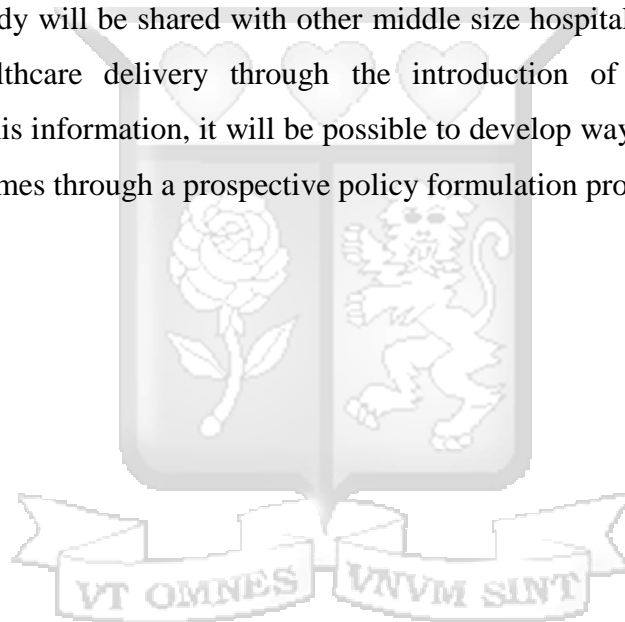 dy will be shared with other middle size hospital
lthcare delivery through the introduction of
his information, it will be possible to develop way
mes through a prospective policy formulation pro
VT OMNES VNVM SINT